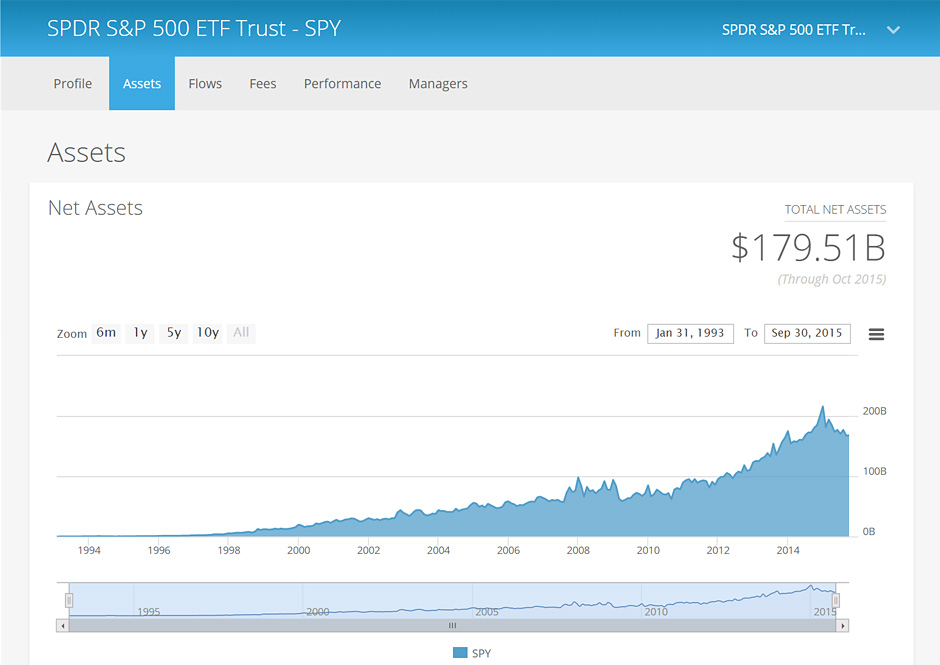 SPDR S&P 500 ETF Trust - SPY
SPDR S&P 500 ETF Tr...
Profile Assets Flows Fees Performance Managers
Assets
Net Assets
TOTAL NET ASSETS
$179.51B
(Through Oct 2015)
Zoom 6m 1y 5y 10y All
From Jan 31, 1993 To Sep 30, 2015
200B
100B
0B
1994 1996 1998 2000 2002 2004 2006 2008 2010 2012 2014
1995 2000 2005 2010 2015
SPY